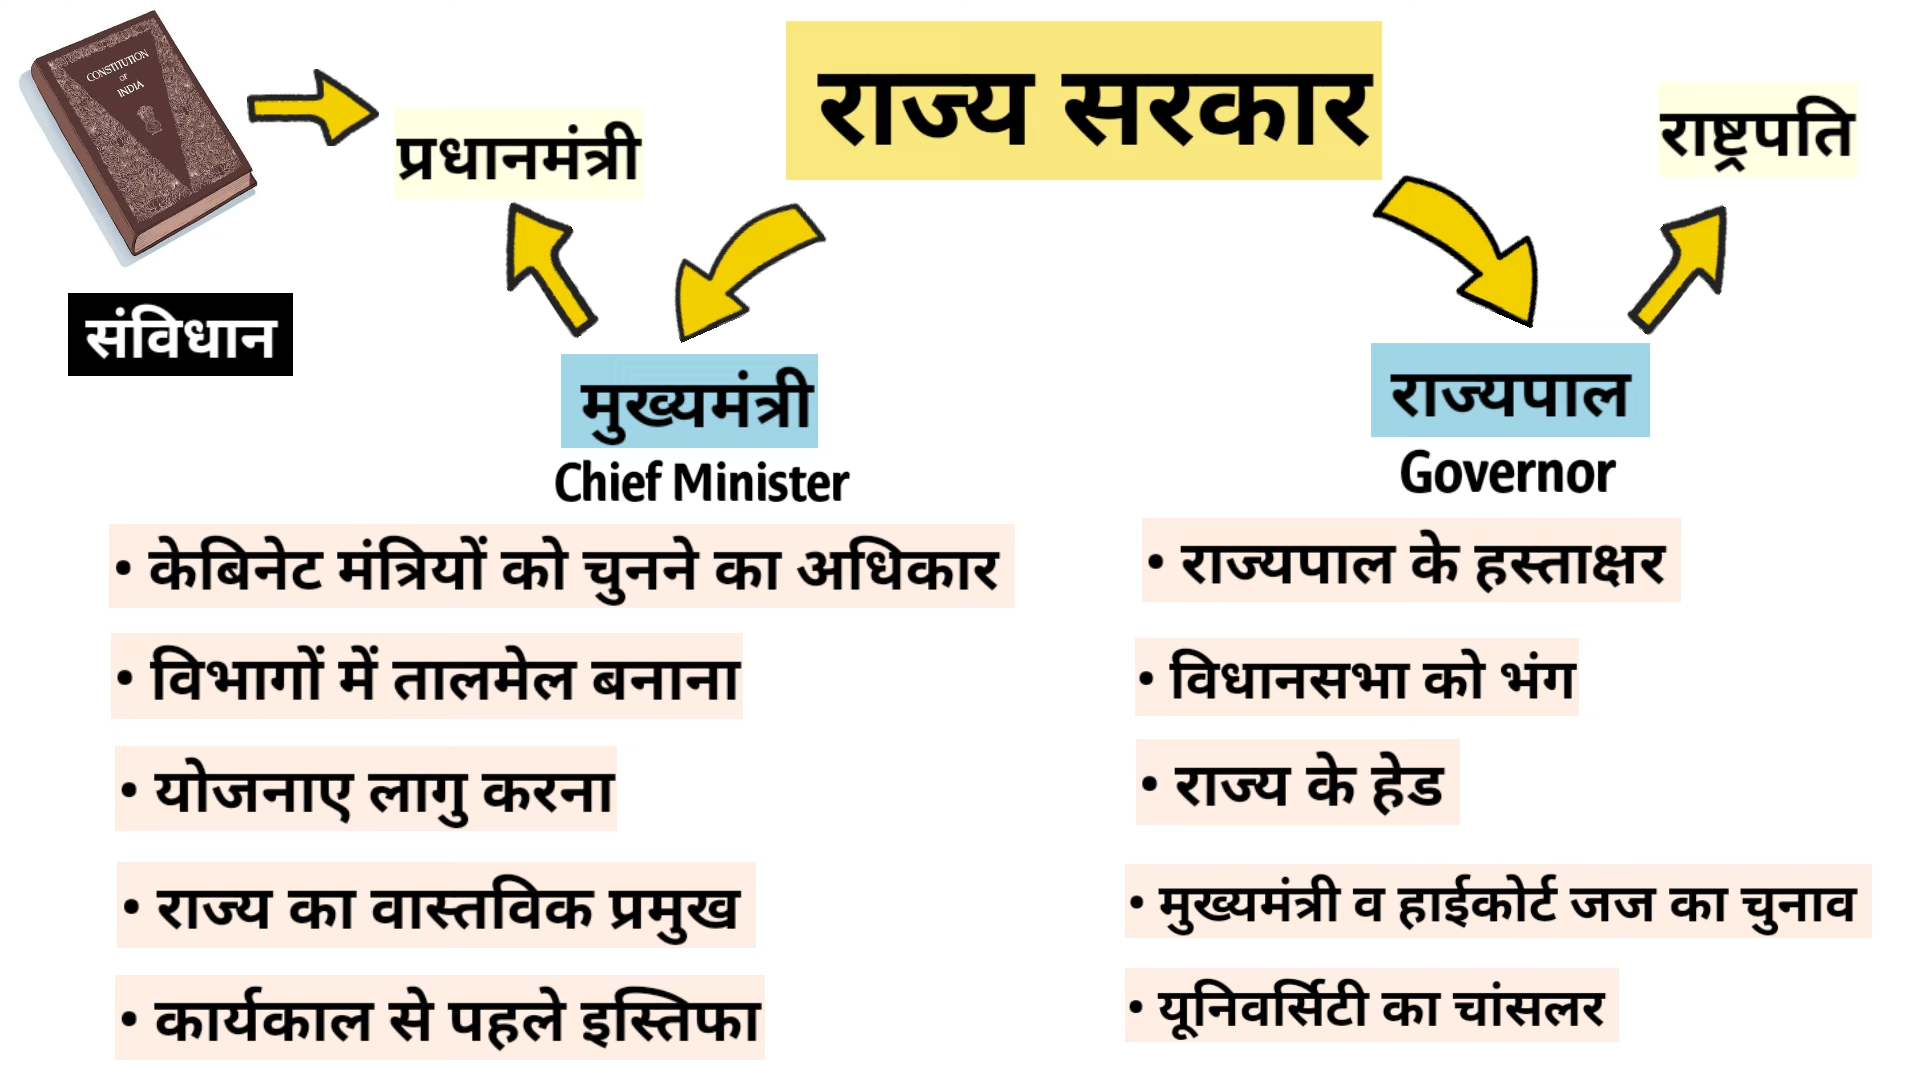 CONSTITUTION
OF
INDIA
संविधान
प्रधानमंत्री
राज्य सरकार
राष्ट्रपति
मुख्यमंत्री
Chief Minister
• केबिनेट मंत्रियों को चुनने का अधिकार
• विभागों में तालमेल बनाना
• योजनाए लागु करना
• राज्य का वास्तविक प्रमुख
• कार्यकाल से पहले इस्तिफा
राज्यपाल
Governor
• राज्यपाल के हस्ताक्षर
• विधानसभा को भंग
• राज्य के हेड
• मुख्यमंत्री व हाईकोर्ट जज का चुनाव
• यूनिवर्सिटी का चांसलर